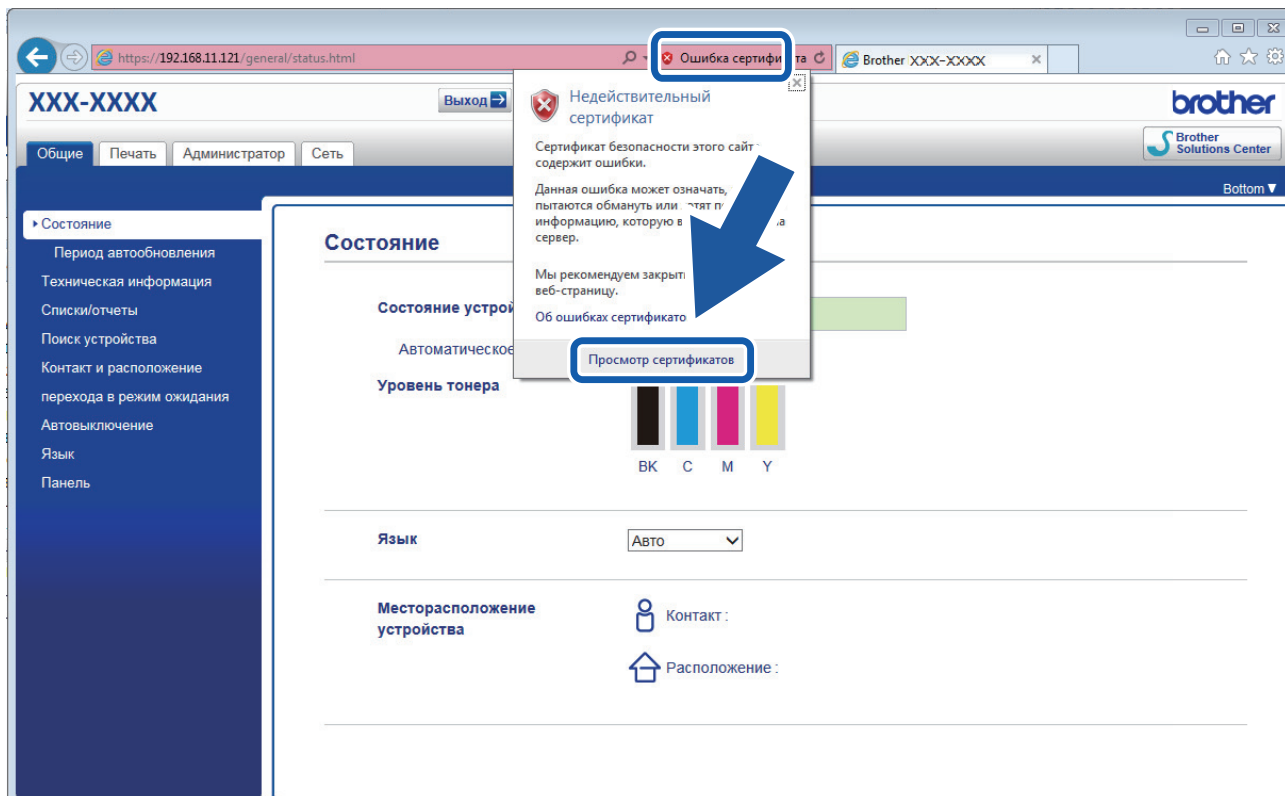 https://192.168.11.121/general/status.html
Ошибка сертификата
Brother XXX-XXXX
XXX-XXXX
Выход
brother
Недействительный
сертификат
Общие
Печать
Администратор
Сеть
Brother
Solutions Center
Сертификат безопасности этого сайт
содержит ошибки.
Bottom
Данная ошибка может означать,
пытаются обмануть или
информацию, которую
сервер.
Мы рекомендуем
веб-страницу.
Об ошибках
Просмотр сертификатов
Состояние
Период автообновления
Техническая информация
Списки/отчеты
Поиск устройства
Контакт и расположение
перехода в режим ожидания
Автовыключение
Язык
Панель
Состояние
Состояние
Автоматическое
Уровень тонера
BK C M Y
Язык
Авто
Месторасположение
устройства
Контакт :
Расположение :